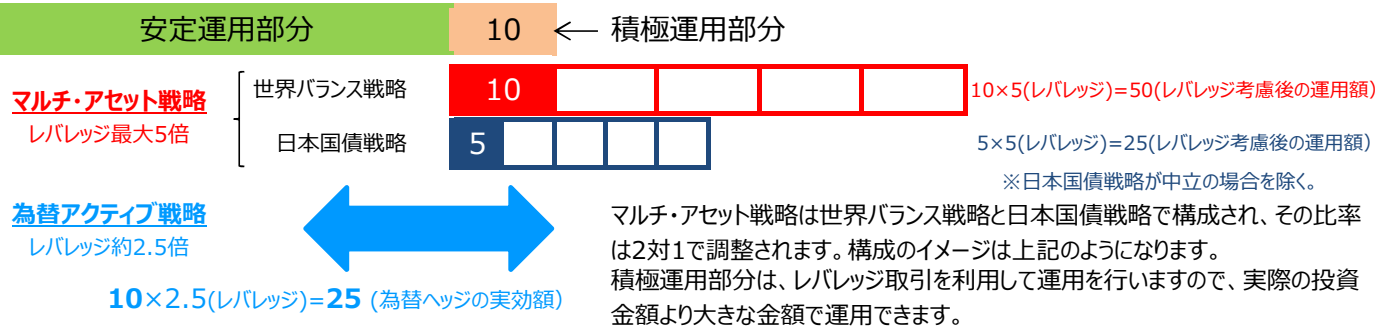 安定運用部分 10 ← 積極運用部分
マルチ・アセット戦略
レバレッジ最大5倍
世界バランス戦略 10 10×5(レバレッジ)=50(レバレッジ考慮後の運用額)
日本国債戦略 5 5×5(レバレッジ)=25(レバレッジ考慮後の運用額)
※日本国債戦略が中立の場合を除く。
為替アクティブ戦略
レバレッジ約2.5倍
10×2.5(レバレッジ)=25 (為替ヘッジの実効額)
マルチ・アセット戦略は世界バランス戦略と日本国債戦略で構成され、その比率
は2対1で調整されます。構成のイメージは上記のようになります。
積極運用部分は、レバレッジ取引を利用して運用を行いますので、実際の投資
金額より大きな金額で運用できます。